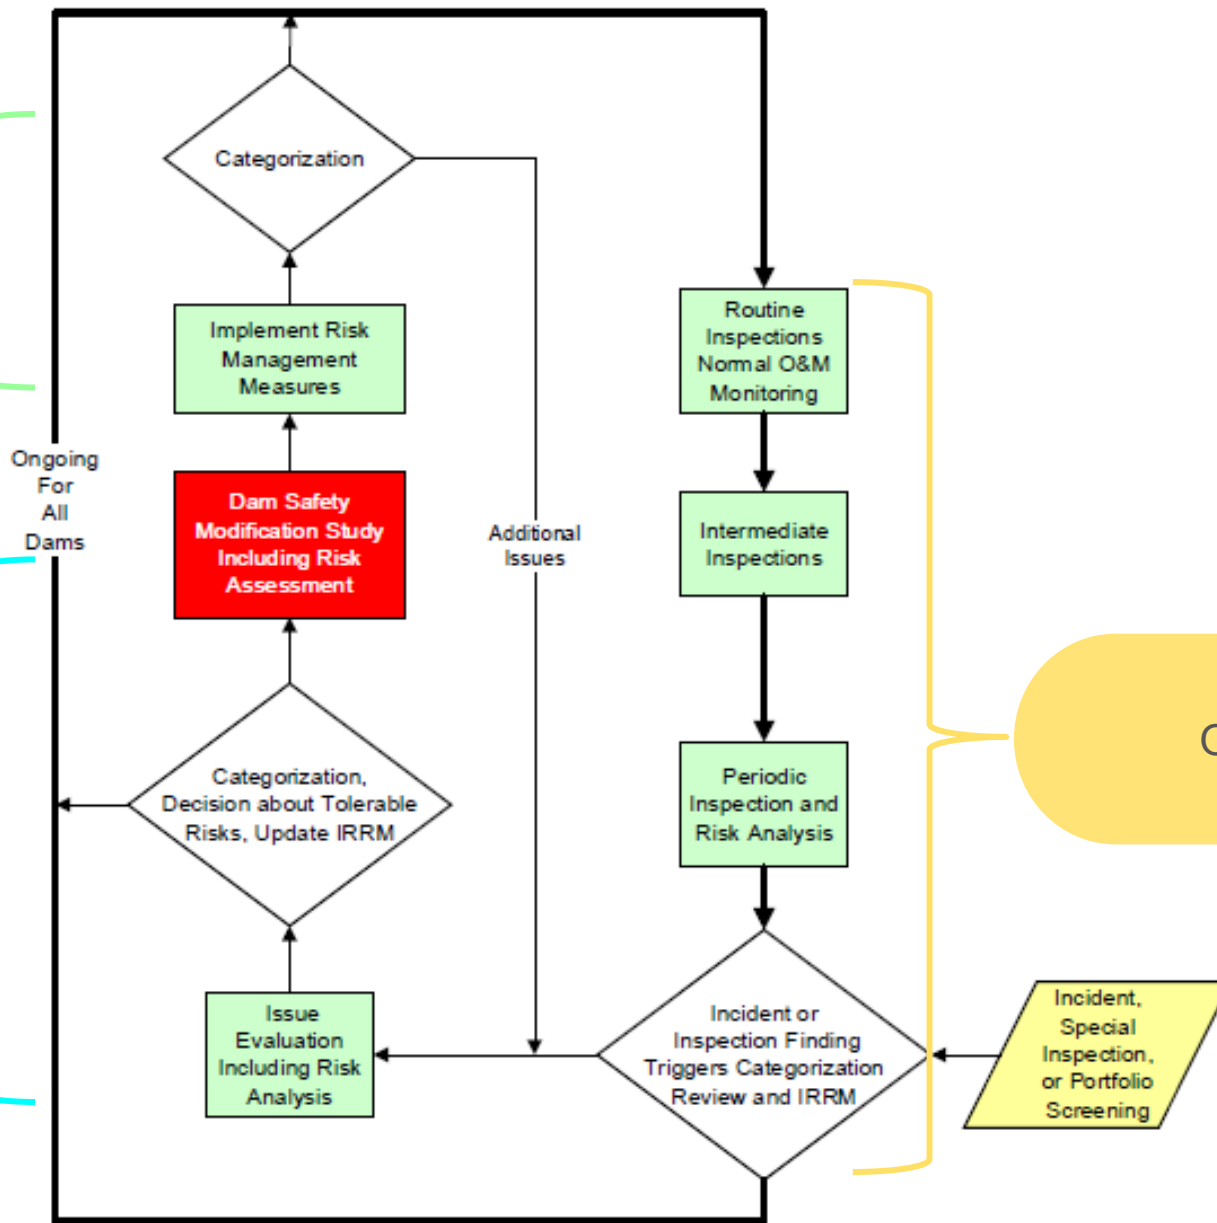 Categorization
Implement Risk
Management
Measures
Ongoing
For
All
Dams
Dam Safety
Modification Study
Including Risk
Assessment
Additional
Issues
Categorization,
Decision about Tolerable
Risks, Update IRRM
Issue
Evaluation
Including Risk
Analysis
Routine
Inspections
Normal O&M
Monitoring
Intermediate
Inspections
Periodic
Inspection and
Risk Analysis
Incident or
Inspection Finding
Triggers Categorization
Review and IRRM
Incident,
Special
Inspection,
or Portfolio
Screening